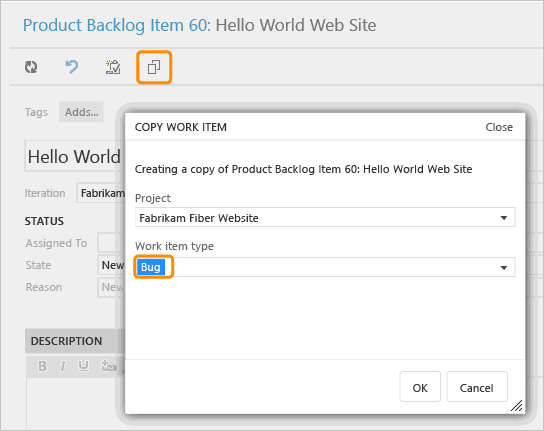 Product Backlog Item 60: Hello World Web Site
Tags Adds...
COPY WORK ITEM Close
Hello World
Creating a copy of Product Backlog Item 60: Hello World Web Site
Iteration Fabrikam
Project
Fabrikam Fiber Website
STATUS
Assigned To
Work item type
State New
Bug
Reason New
DESCRIPTION
B I U
OK Cancel